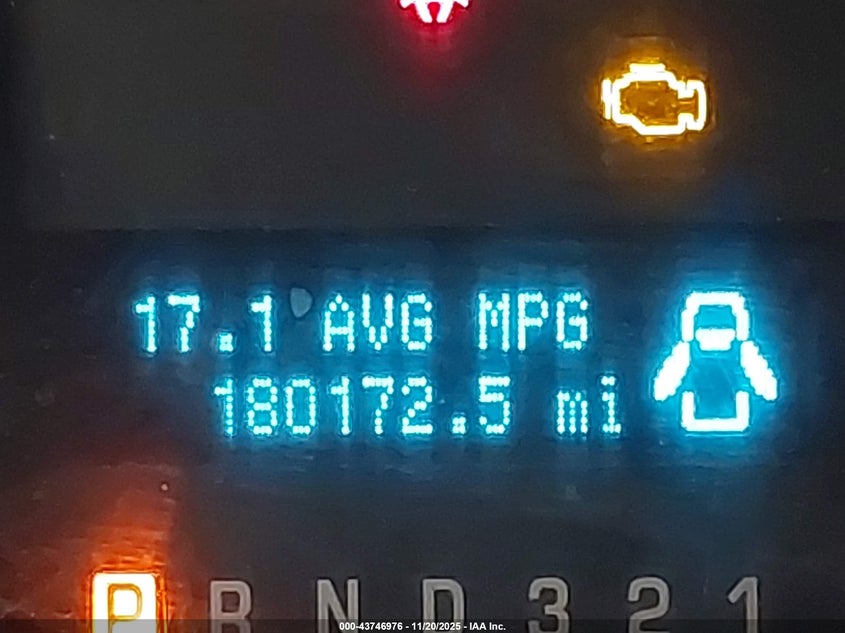 17.1 AVG MPG
180172.5 mi
P R N D 3 2 1
000-43746976 - 11/20/2025 - IAA Inc.